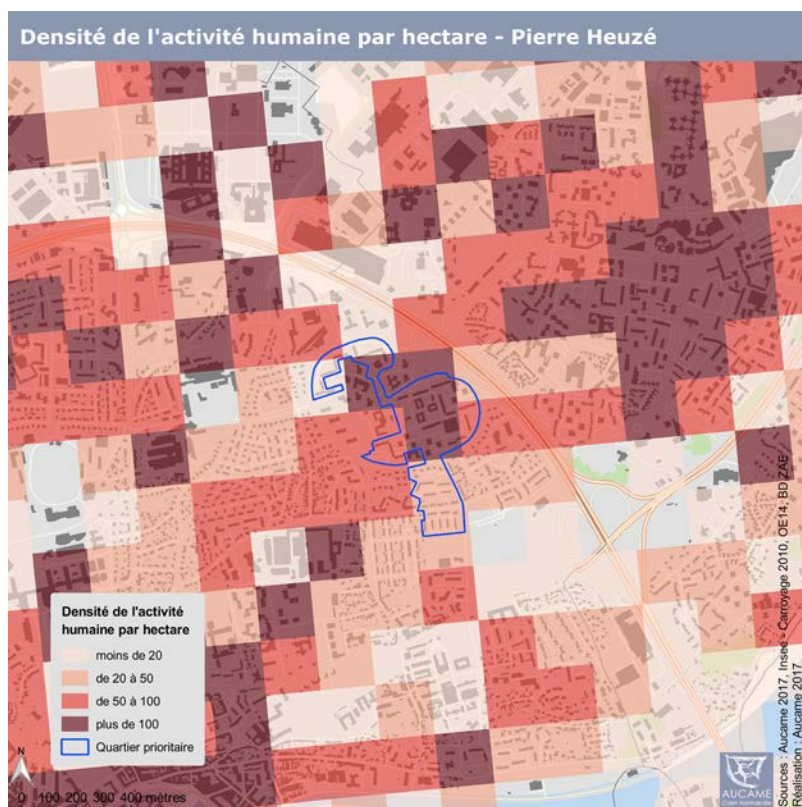 Densité de l'activité humaine par hectare - Pierre Heuzé
Densité de l'activité
humaine par hectare
moins de 20
de 20 à 50
de 50 à 100
plus de 100
Quartier prioritaire
N
0 100 200 300 400 mètres
Sources : Aucame 2017, Insee - Carroyage 2010, OE14, BD ZAE
Réalisation : Aucame 2017
AUCAME
Caen Normandie